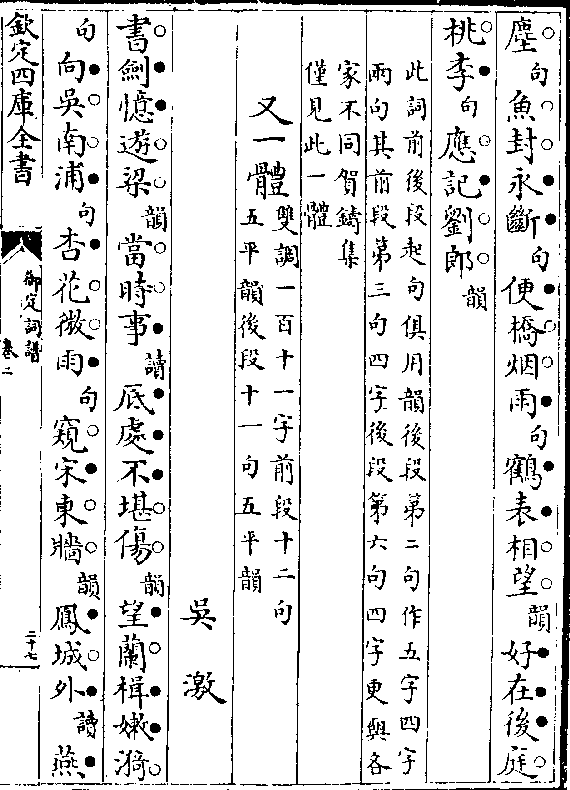 塵句魚封永斷句便橋烟雨句鶴表相望韻好在後庭
桃李句應記劉郎韻
此詞前後段起句俱用韻後段第二句作五字四字
兩句其前段第三句四字後段第六句四字更與各
家不同賀鑄集
僅見此一體
又一體雙調一百十一字前段十二句
五平韻後段十一句五平韻
吳激
書劍憶遊梁韻當時事讀底處不堪傷韻望蘭楫嫩漪
句向吳南浦句杏花微雨句窺宋東牆韻鳳城外讀燕
欽定四庫全書
御定詞譜
卷二
二十七